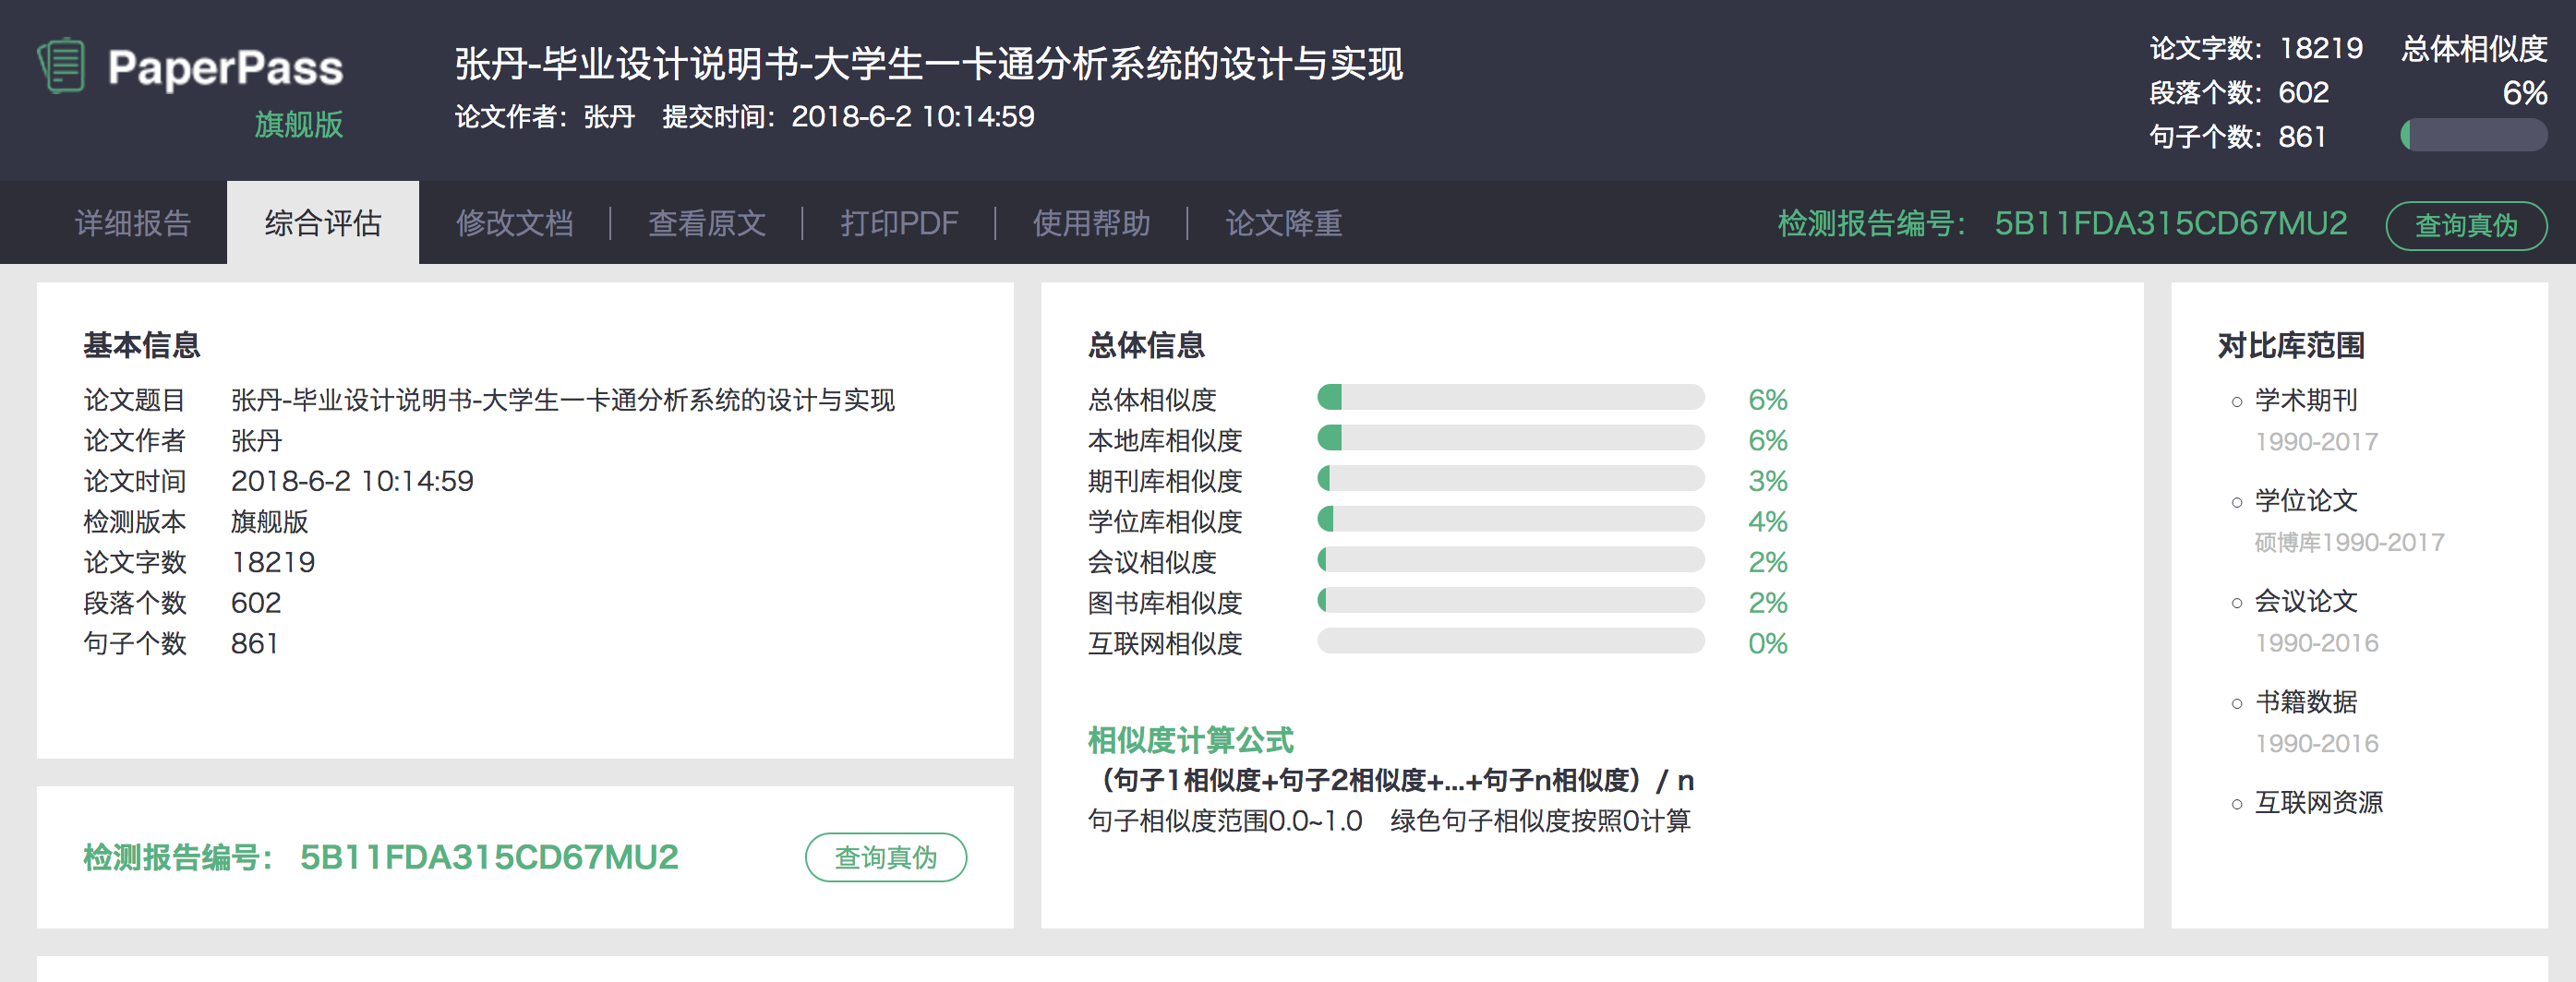 PaperPass
旗舰版
张丹-毕业设计说明书-大学生一卡通分析系统的设计与实现
论文作者：张丹 提交时间：2018-6-2 10:14:59
论文字数：18219
段落个数：602
句子个数：861
总体相似度
6%
详细报告
综合评估
修改文档
查看原文
打印PDF
使用帮助
论文降重
检测报告编号： 5B11FDA315CD67MU2
查询真伪
基本信息
论文题目 张丹-毕业设计说明书-大学生一卡通分析系统的设计与实现
论文作者 张丹
论文时间 2018-6-2 10:14:59
检测版本 旗舰版
论文字数 18219
段落个数 602
句子个数 861
检测报告编号： 5B11FDA315CD67MU2
查询真伪
总体信息
总体相似度 6%
本地库相似度 6%
期刊库相似度 3%
学位库相似度 4%
会议相似度 2%
图书库相似度 2%
互联网相似度 0%
相似度计算公式
（句子1相似度+句子2相似度+...+句子n相似度）/ n
句子相似度范围0.0~1.0 绿色句子相似度按照0计算
对比库范围
学术期刊
1990-2017
学位论文
硕博库1990-2017
会议论文
1990-2016
书籍数据
1990-2016
互联网资源